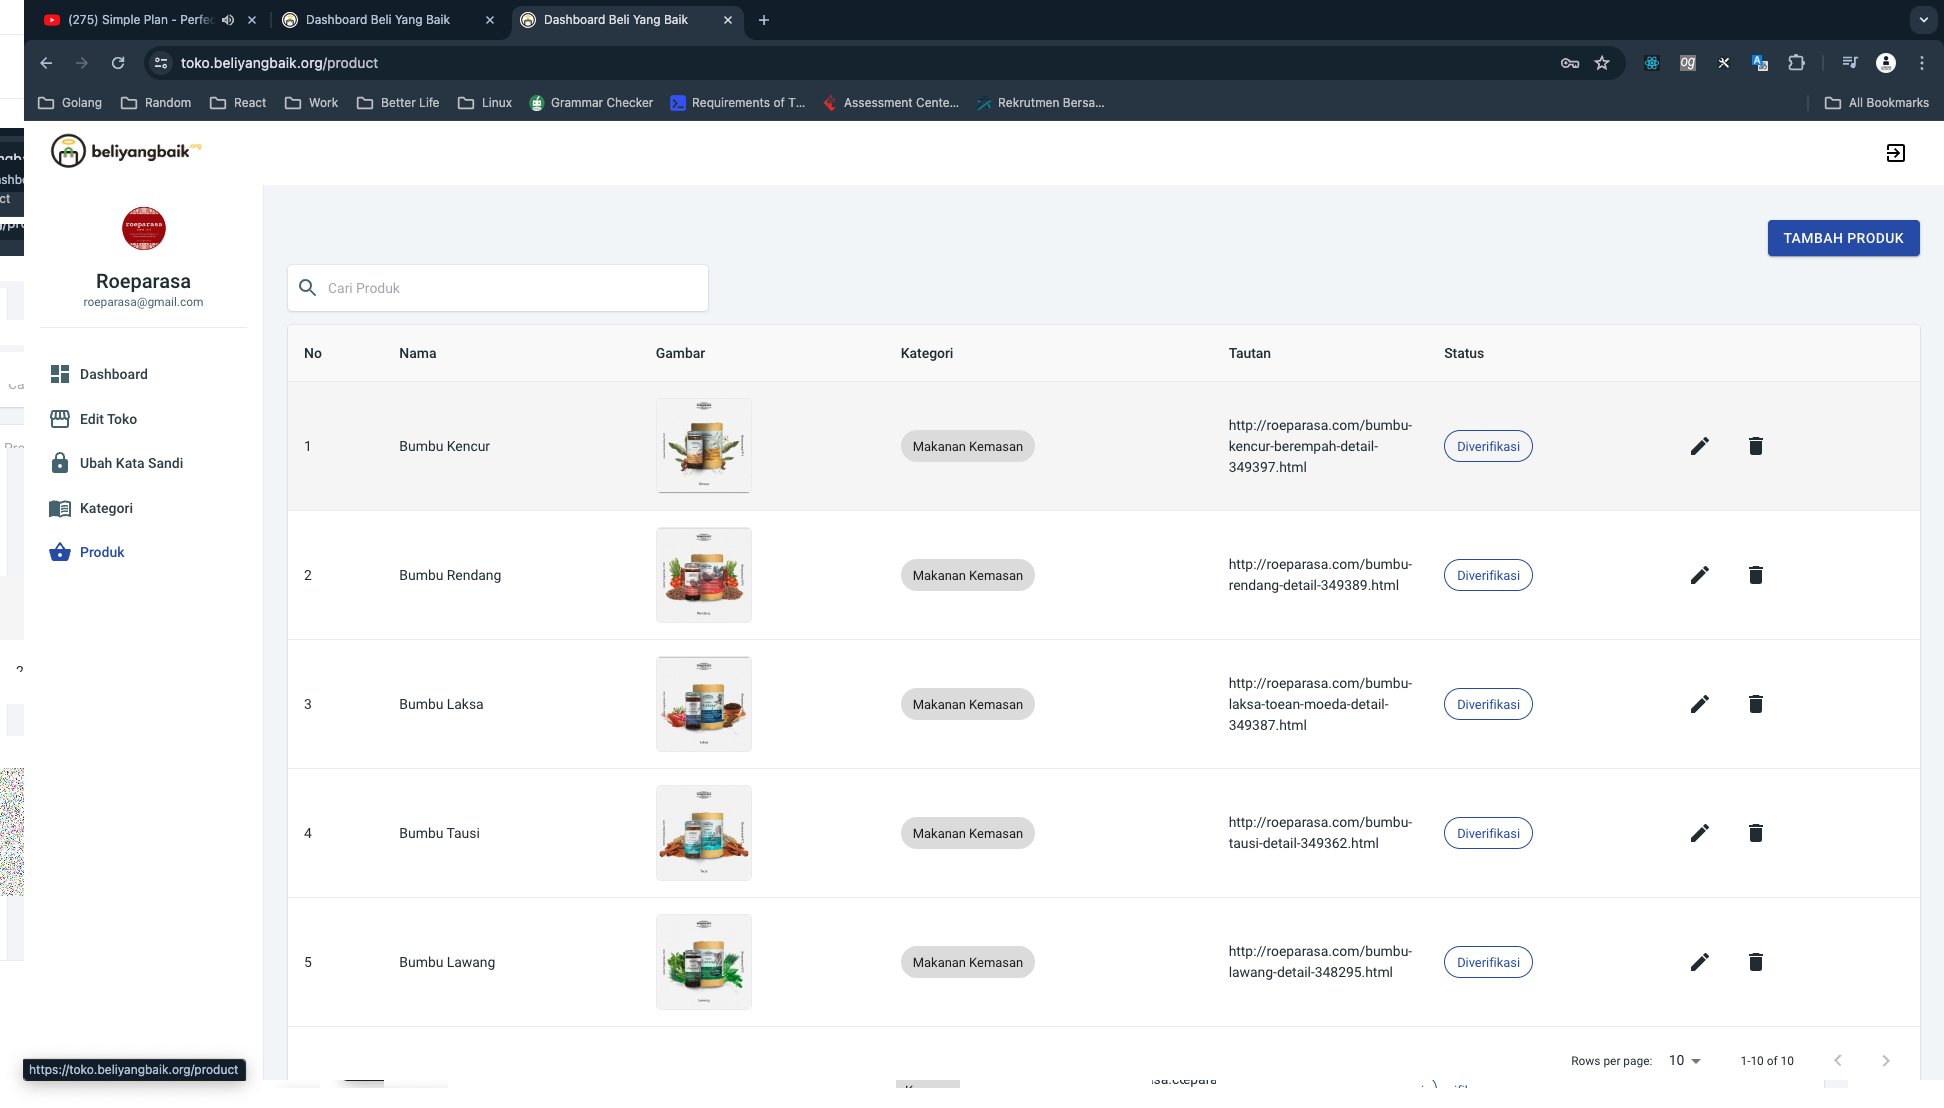 (275) Simple Plan - Perfec
Dashboard Beli Yang Baik
Dashboard Beli Yang Baik
toko.beliyangbaik.org/product
Golang
Random
React
Work
Better Life
Linux
Grammar Checker
Requirements of T...
Assessment Cente...
Rekrutmen Bersa...
All Bookmarks
beliyangbaik.org
roeparasa
Roeparasa
roeparasa@gmail.com
Dashboard
Edit Toko
Ubah Kata Sandi
Kategori
Produk
TAMBAH PRODUK
Cari Produk
No Nama Gambar Kategori Tautan Status
1 Bumbu Kencur Makanan Kemasan http://roeparasa.com/bumbu-
kencur-berempah-detail-
349397.html
Diverifikasi
2 Bumbu Rendang Makanan Kemasan http://roeparasa.com/bumbu-
rendang-detail-349389.html
Diverifikasi
3 Bumbu Laksa Makanan Kemasan http://roeparasa.com/bumbu-
laksa-toean-moeda-detail-
349387.html
Diverifikasi
4 Bumbu Tausi Makanan Kemasan http://roeparasa.com/bumbu-
tausi-detail-349362.html
Diverifikasi
5 Bumbu Lawang Makanan Kemasan http://roeparasa.com/bumbu-
lawang-detail-348295.html
Diverifikasi
Rows per page: 10 1-10 of 10
https://toko.beliyangbaik.org/product